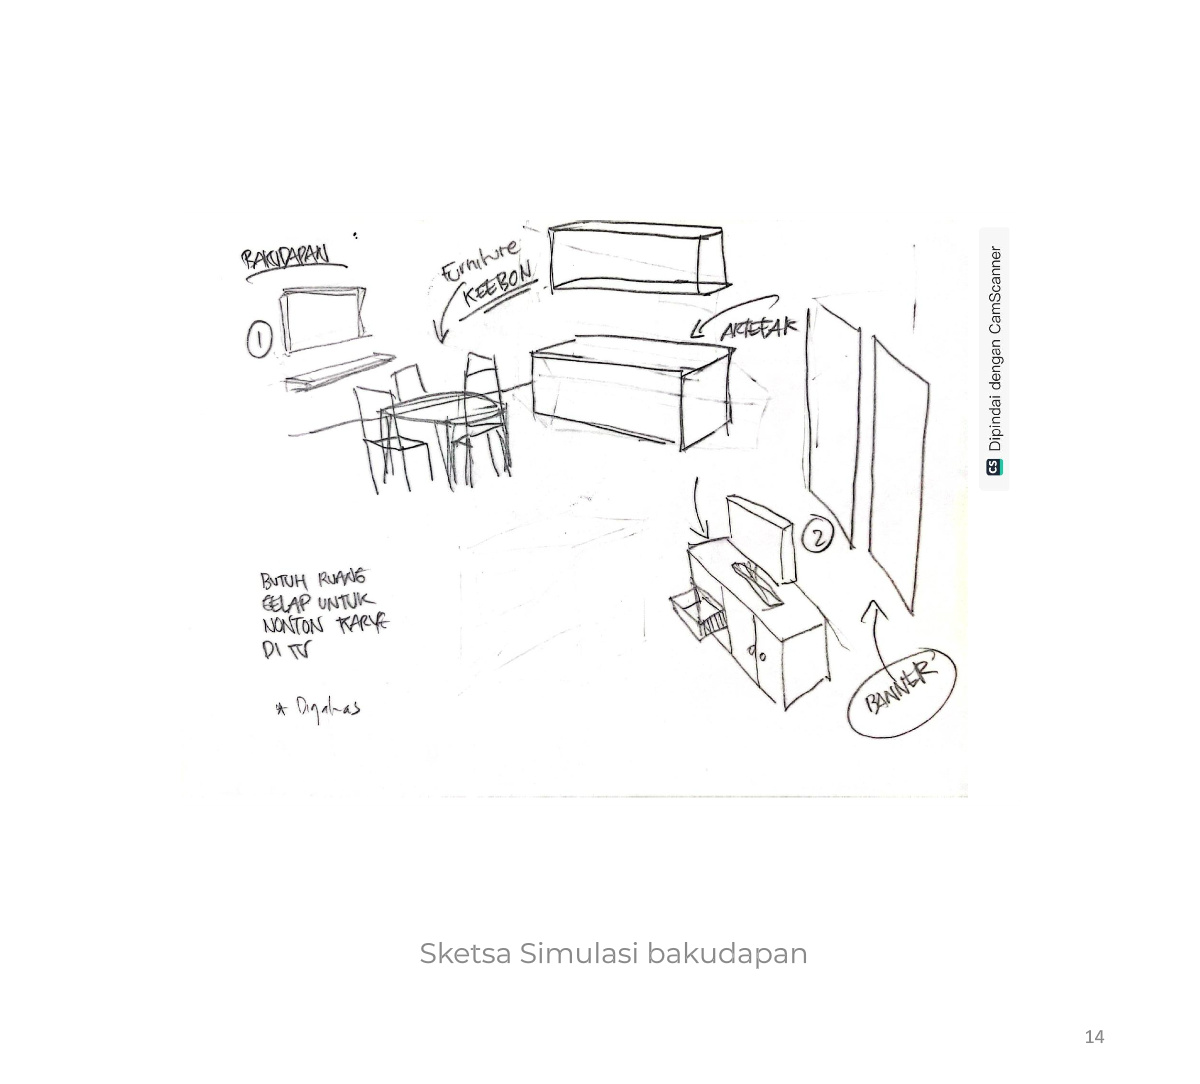 BAKUDAPAN
1
Furniture
KEEBON
ARTEFAK
2
BANNER
BUTUH RUANG
GELAP UNTUK
NONTON KARYA
DI TV
Dipindai dengan CamScanner
CS
Sketsa Simulasi bakudapan
14